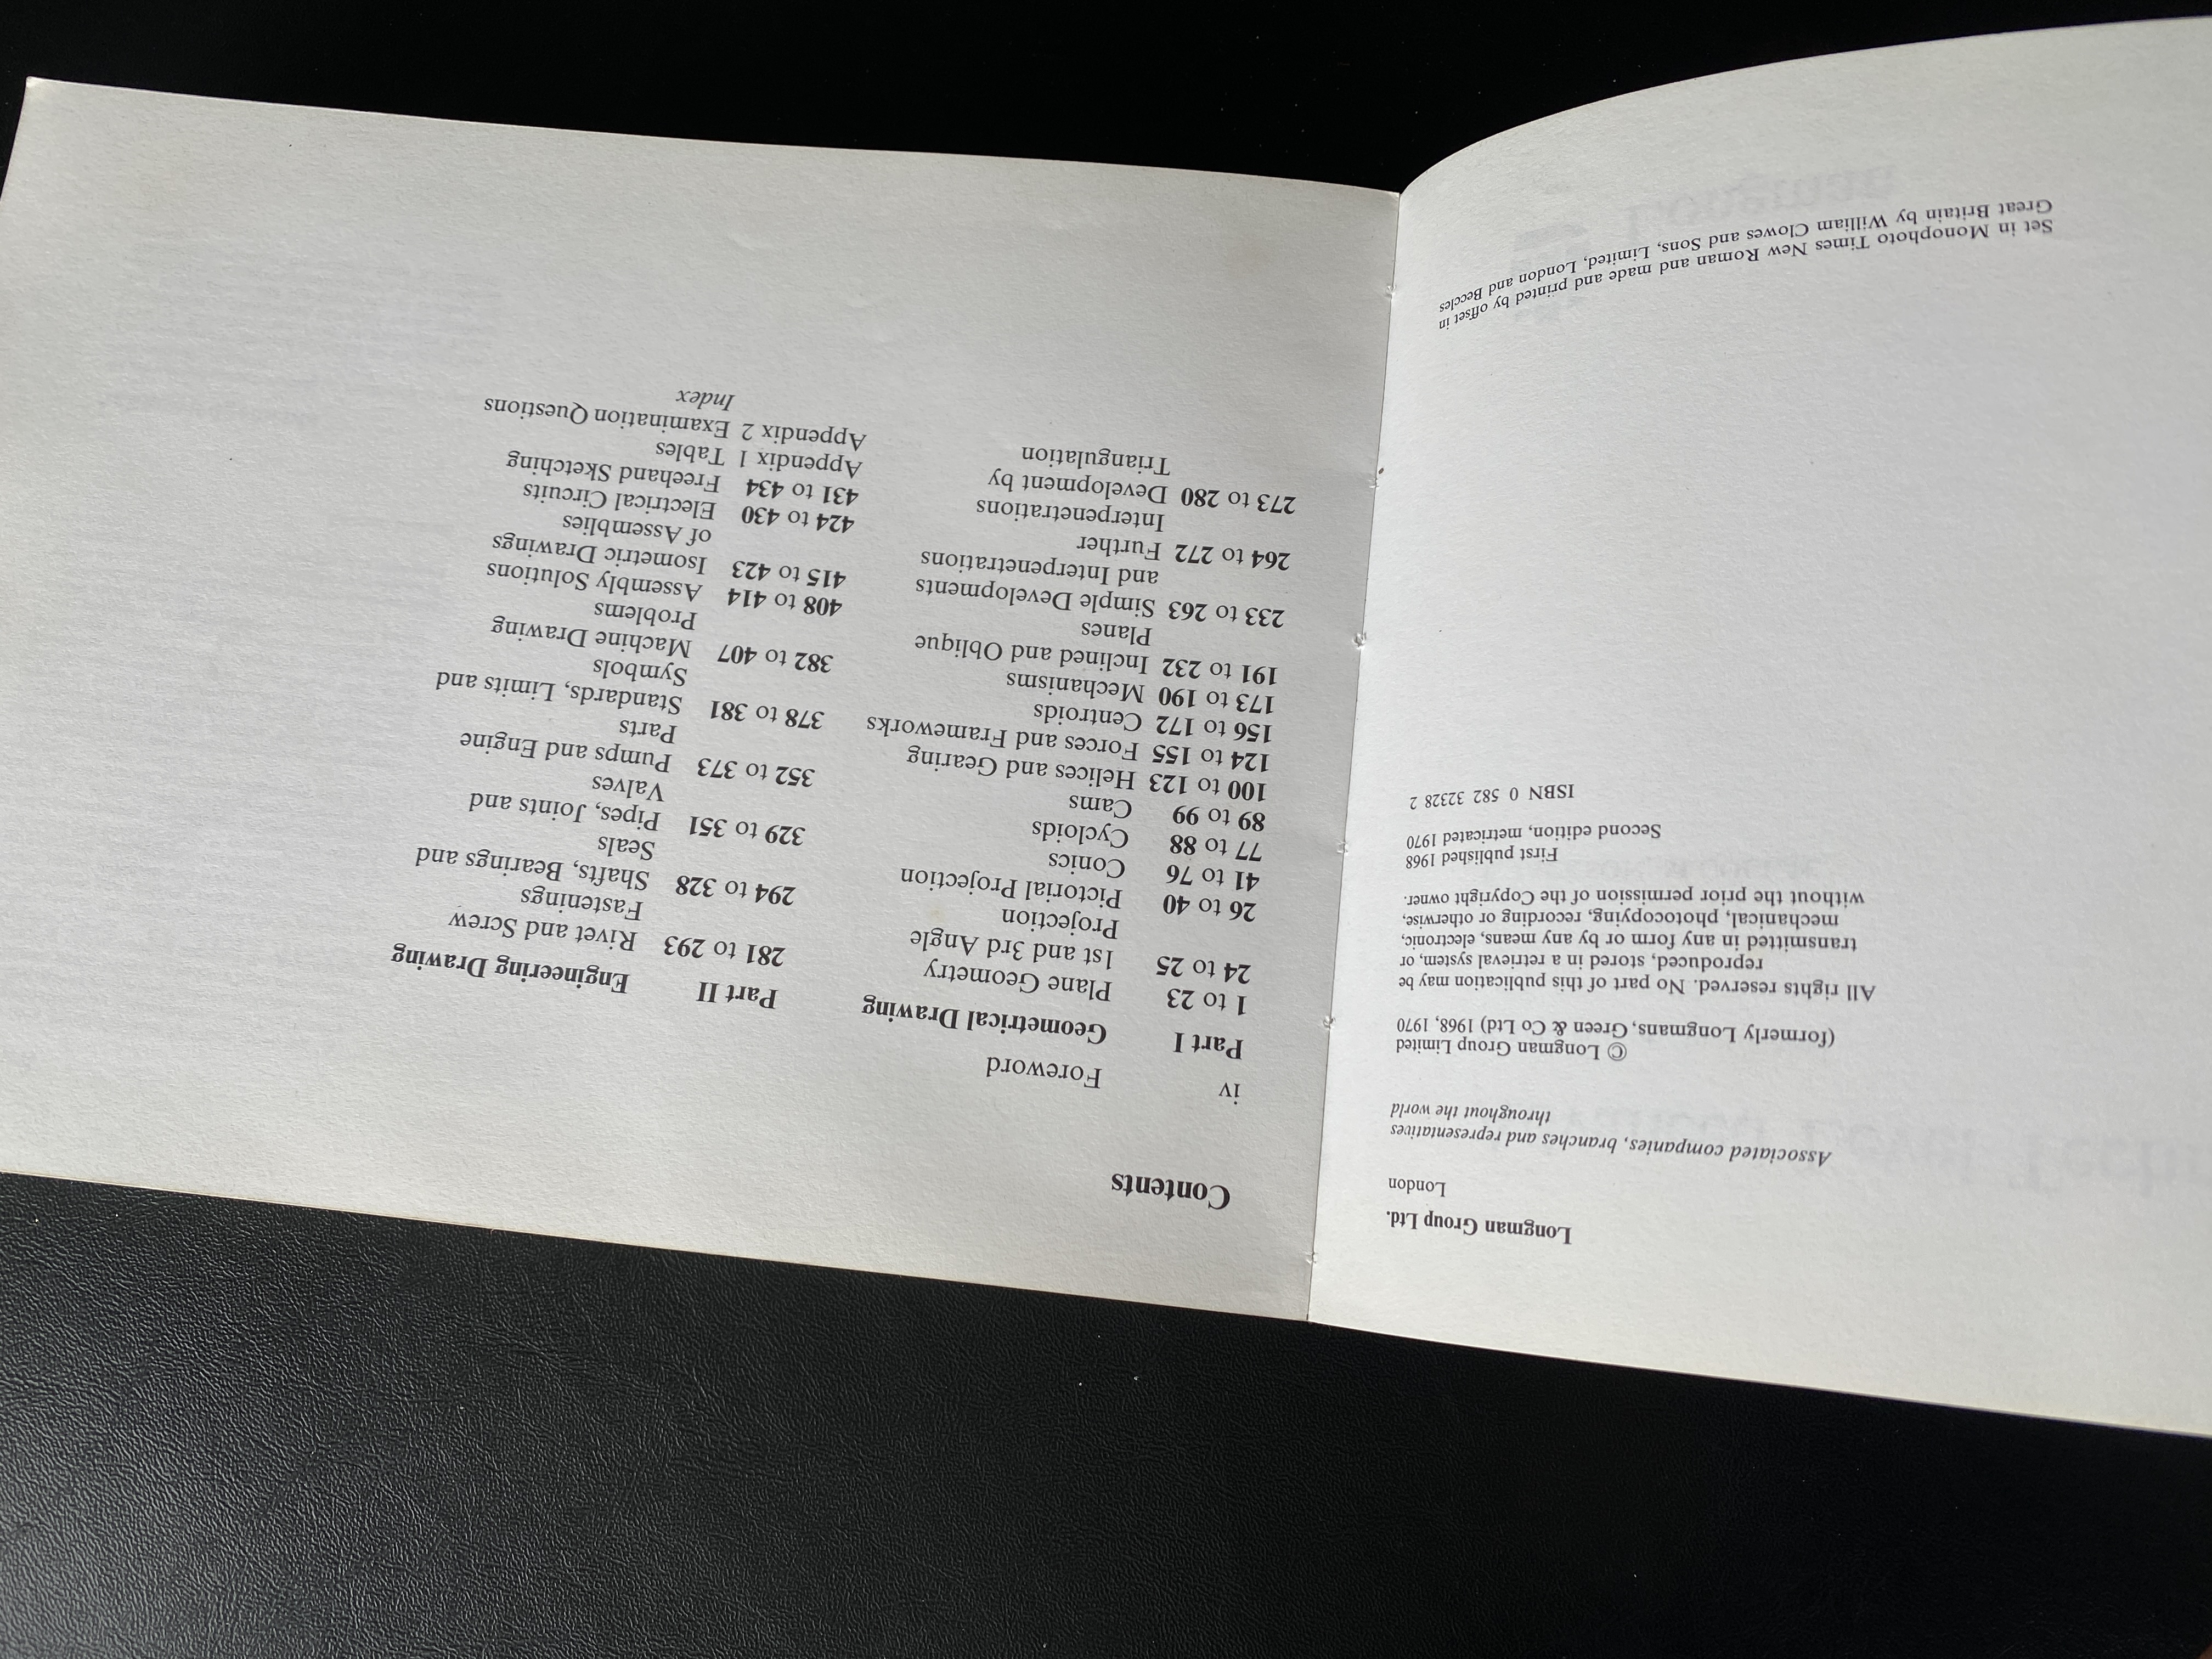 Longman Group Ltd.
London
Associated companies, branches and representatives
throughout the world
© Longman Group Limited
(formerly Longmans, Green & Co Ltd) 1968, 1970
All rights reserved. No part of this publication may be
reproduced, stored in a retrieval system, or
transmitted in any form or by any means, electronic,
mechanical, photocopying, recording or otherwise,
without the prior permission of the Copyright owner.
First published 1968
Second edition, metricated 1970
ISBN 0 582 32328 2
Set in Monophoto Times New Roman and made and printed by offset in
Great Britain by William Clowes and Sons, Limited, London and Beccles
Contents
iv Foreword
Part I Geometrical Drawing
1 to 23 Plane Geometry
24 to 25 1st and 3rd Angle
Projection
26 to 40 Pictorial Projection
41 to 76 Conics
77 to 88 Cycloids
89 to 99 Cams
100 to 123 Helices and Gearing
124 to 155 Forces and Frameworks
156 to 172 Centroids
173 to 190 Mechanisms
191 to 232 Inclined and Oblique
Planes
233 to 263 Simple Developments
and Interpenetrations
264 to 272 Further
Interpenetrations
273 to 280 Development by
Triangulation
Part II Engineering Drawing
281 to 293 Rivet and Screw
Fastenings
294 to 328 Shafts, Bearings and
Seals
329 to 351 Pipes, Joints and
Valves
352 to 373 Pumps and Engine
Parts
378 to 381 Standards, Limits and
Symbols
382 to 407 Machine Drawing
Problems
408 to 414 Assembly Solutions
415 to 423 Isometric Drawings
of Assemblies
424 to 430 Electrical Circuits
431 to 434 Freehand Sketching
Appendix 1 Tables
Appendix 2 Examination Questions
Index